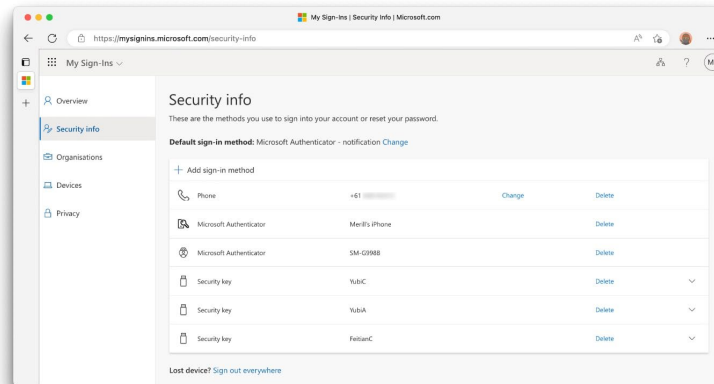 My Sign-Ins | Security Info | Microsoft.com
https://mysignins.microsoft.com/security-info
My Sign-Ins
?
M
Overview
Security info
Organisations
Devices
Privacy
Security info
These are the methods you use to sign into your account or reset your password.
Default sign-in method: Microsoft Authenticator - notification Change
+ Add sign-in method
Phone +61 Change Delete
Microsoft Authenticator Merill's iPhone Delete
Microsoft Authenticator SM-G9988 Delete
Security key YubiC Delete
Security key YubiA Delete
Security key FeitianC Delete
Lost device? Sign out everywhere